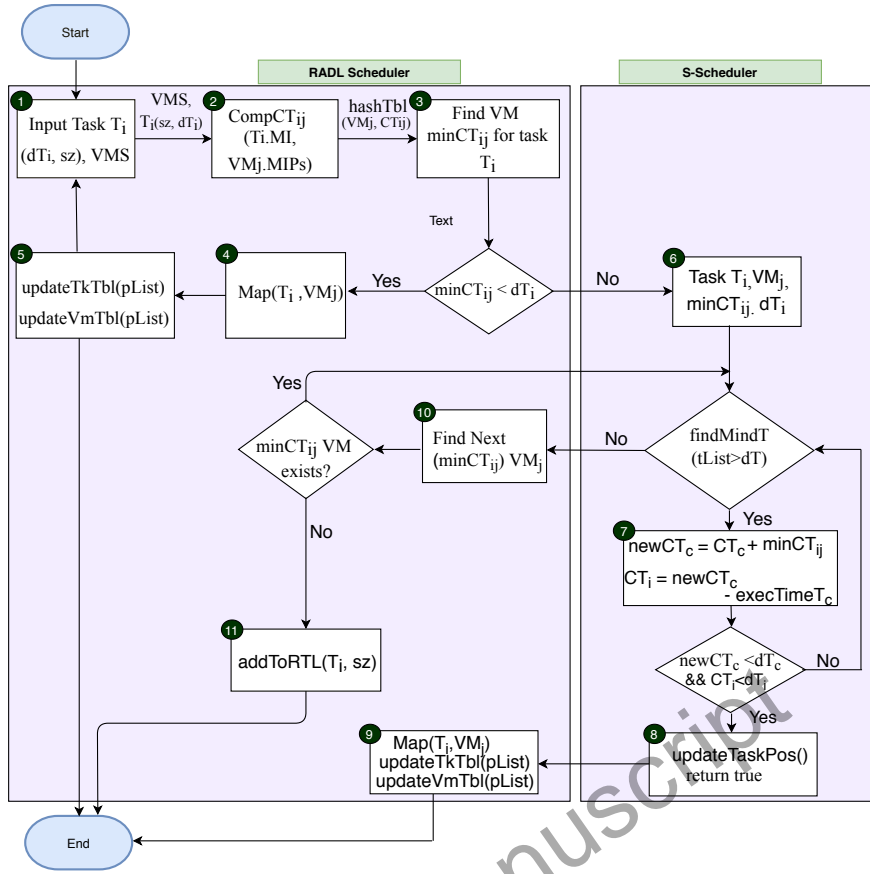 Start
RADL Scheduler
S-Scheduler
1
Input Task Ti
(dTi, sz), VMS
VMS,
Ti(sz, dTi)
2
CompCTij
(Ti.MI,
VMj.MIPs)
hashTbl
(VMj, CTij)
3
Find VM
minCTij for task
Ti
Text
5
updateTkTbl(pList)
updateVmTbl(pList)
4
Map(Ti ,VMj)
Yes
minCTij < dTi
No
6
Task Ti,VMj,
minCTij. dTi
Yes
minCTij VM
exists?
10
Find Next
(minCTij) VMj
No
findMindT
(tList>dT)
Yes
No
7
newCTc = CTc + minCTij
CTi = newCTc
- execTimeTc
11
addToRTL(Ti, sz)
newCTc <dTc
&& CTi<dTi
No
Yes
9
Map(Ti,VMj)
updateTkTbl(pList)
updateVmTbl(pList)
8
updateTaskPos()
return true
End
nuscript